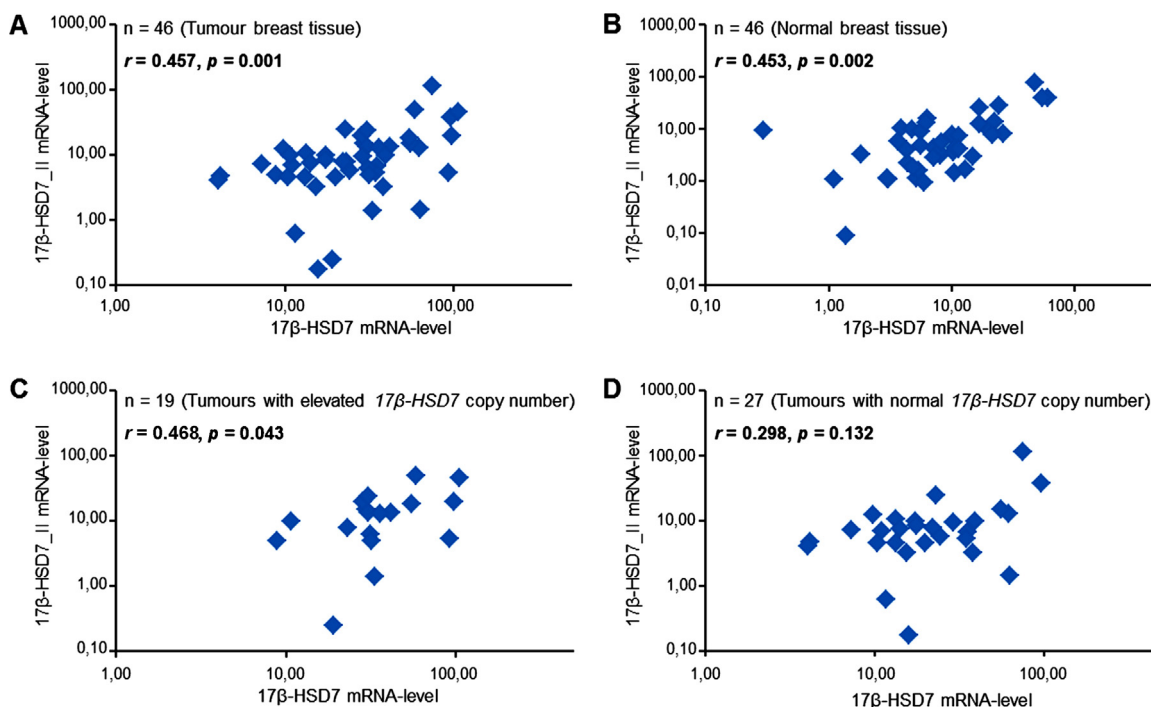 A
n = 46 (Tumour breast tissue)
r = 0.457, p = 0.001
1000,00
100,00
10,00
1,00
0,10
17β-HSD7_II mRNA-level
1,00
10,00
100,00
17β-HSD7 mRNA-level
B
n = 46 (Normal breast tissue)
r = 0.453, p = 0.002
1000,00
100,00
10,00
1,00
0,10
0,01
17β-HSD7_II mRNA-level
0,10
1,00
10,00
100,00
17β-HSD7 mRNA-level
C
n = 19 (Tumours with elevated 17β-HSD7 copy number)
r = 0.468, p = 0.043
1000,00
100,00
10,00
1,00
0,10
17β-HSD7_II mRNA-level
1,00
10,00
100,00
17β-HSD7 mRNA-level
D
n = 27 (Tumours with normal 17β-HSD7 copy number)
r = 0.298, p = 0.132
1000,00
100,00
10,00
1,00
0,10
17β-HSD7_II mRNA-level
1,00
10,00
100,00
17β-HSD7 mRNA-level